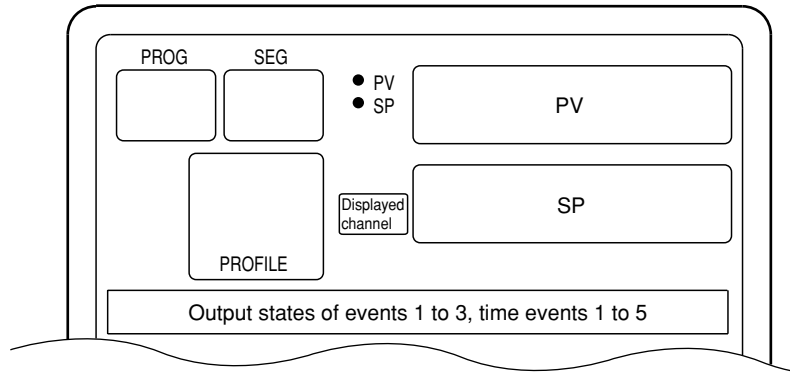 PROG SEG
PV
SP
PV
Displayed
channel
SP
PROFILE
Output states of events 1 to 3, time events 1 to 5